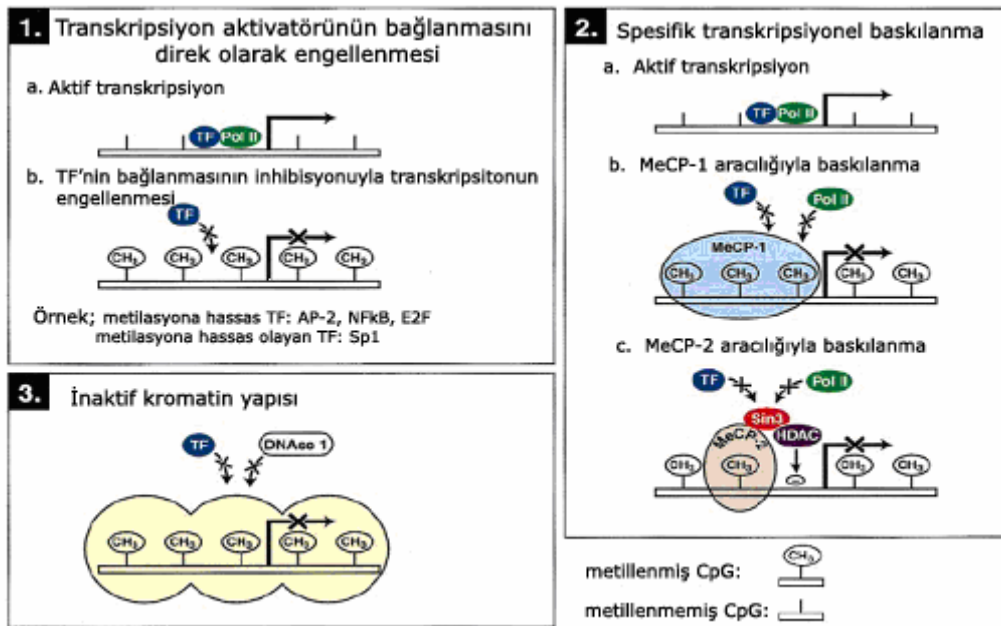 1. Transkripsiyon aktivatörünün bağlanmasını
direk olarak engellenmesi
a. Aktif transkripsiyon
TF Pol II
b. TF'nin bağlanmasının inhibisyonuyla transkripsitonun
engellenmesi
TF
CH3 CH3 CH3 CH3 CH3
Örnek; metilasyona hassas TF: AP-2, NFkB, E2F
metilasyona hassas olayan TF: Sp1
2. Spesifik transkripsiyonel baskılanma
a. Aktif transkripsiyon
TF Pol II
b. MeCP-1 aracılığıyla baskılanma
TF Pol II
MeCP-1
CH3 CH3 CH3 CH3 CH3
c. MeCP-2 aracılığıyla baskılanma
TF Pol II
Sin3
MeCP-2 HDAC
CH3 CH3 CH3 CH3
3. İnaktif kromatin yapısı
TF DNAse 1
CH3 CH3 CH3 CH3 CH3
CH3
metillenmiş CpG:
metillenmemiş CpG: